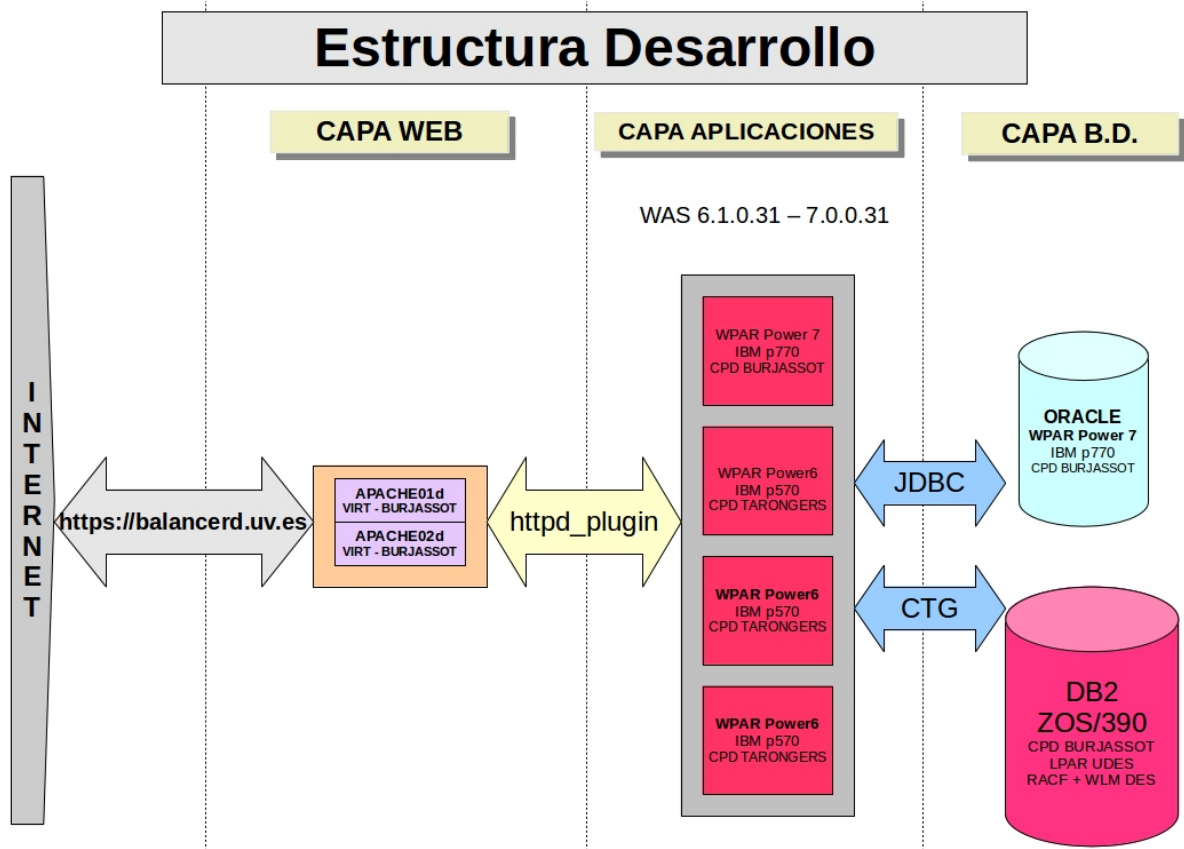 Estructura Desarrollo
CAPA WEB
CAPA APLICACIONES
CAPA B.D.
WAS 6.1.0.31 – 7.0.0.31
INTERNET
https://balancerd.uv.es
APACHE01d
VIRT - BURJASSOT
APACHE02d
VIRT - BURJASSOT
httpd_plugin
WPAR Power 7
IBM p770
CPD BURJASSOT
WPAR Power6
IBM p570
CPD TARONGERS
WPAR Power6
IBM p570
CPD TARONGERS
WPAR Power6
IBM p570
CPD TARONGERS
JDBC
CTG
ORACLE
WPAR Power 7
IBM p770
CPD BURJASSOT
DB2
ZOS/390
CPD BURJASSOT
LPAR UDES
RACF + WLM DES